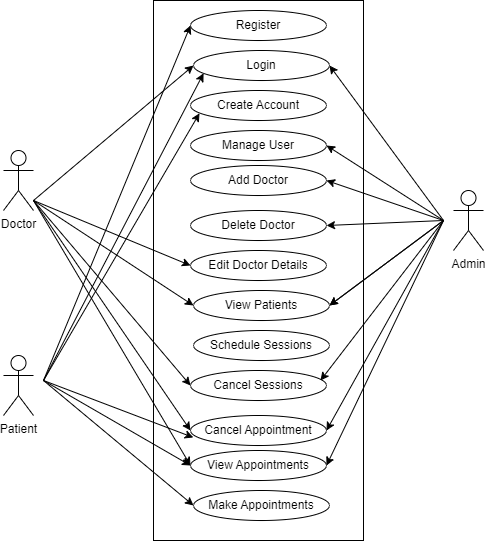 Register
Login
Create Account
Manage User
Add Doctor
Doctor
Delete Doctor
Admin
Edit Doctor Details
View Patients
Schedule Sessions
Cancel Sessions
Patient
Cancel Appointment
View Appointments
Make Appointments